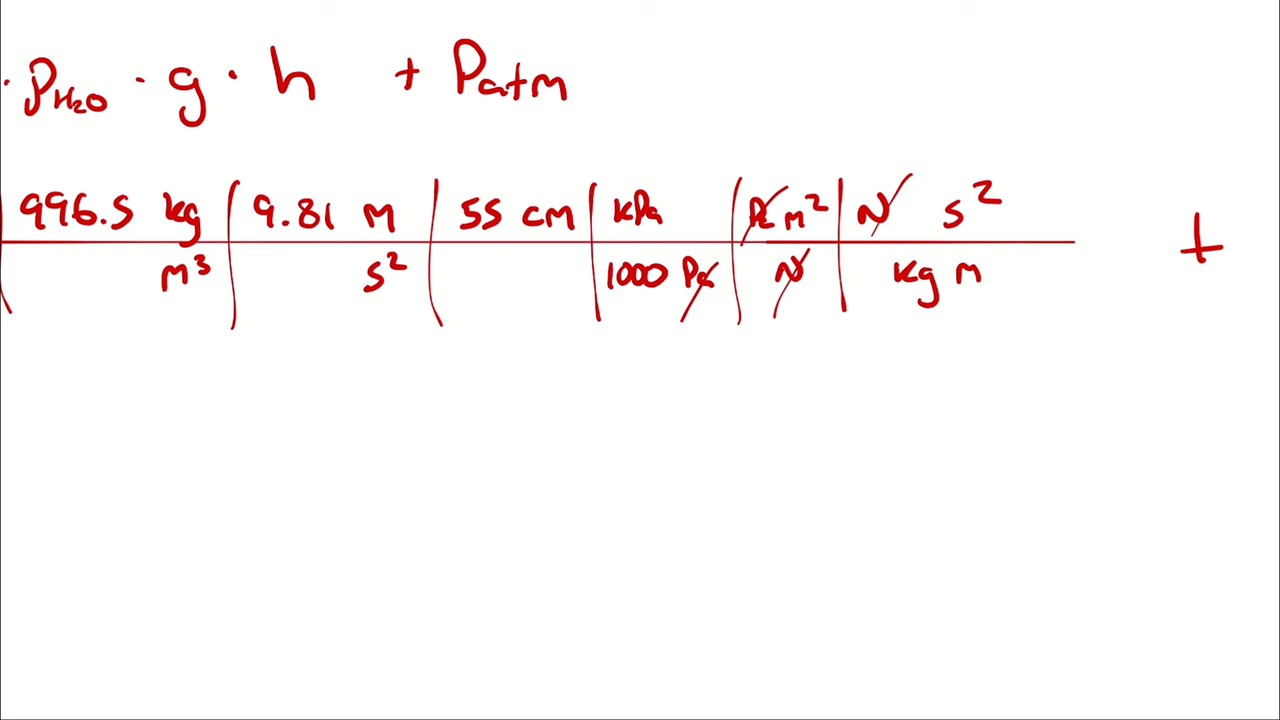 · ρH₂O · g · h + Patm
996.5 kg | 9.81 m | 55 cm | kPa | Pa m² | N s² +
m³ | s² | 1000 Pa | N | kg m